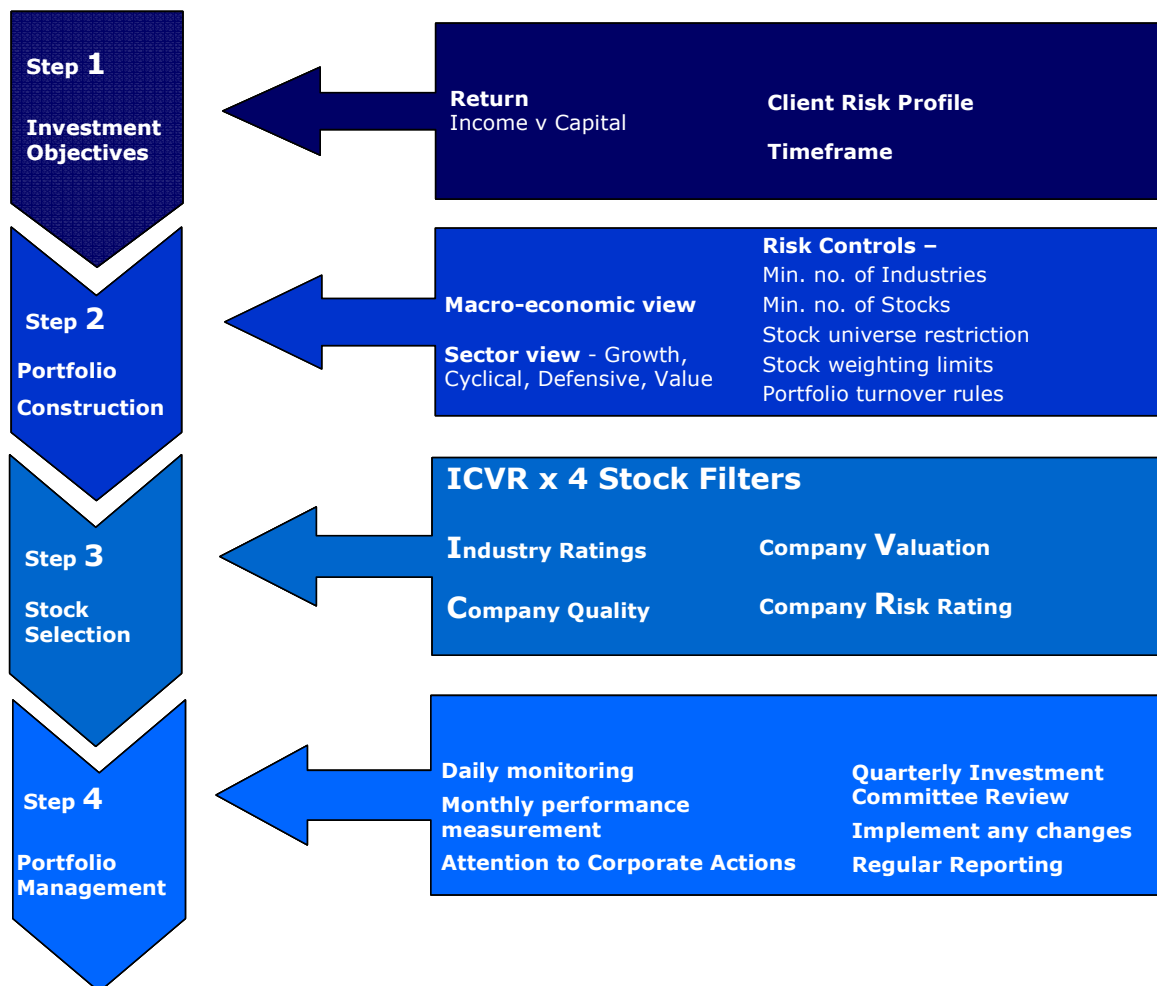 Step 1
Investment
Objectives
Return
Income v Capital
Client Risk Profile
Timeframe
Step 2
Portfolio
Construction
Macro-economic view
Sector view - Growth,
Cyclical, Defensive, Value
Risk Controls –
Min. no. of Industries
Min. no. of Stocks
Stock universe restriction
Stock weighting limits
Portfolio turnover rules
Step 3
Stock
Selection
ICVR x 4 Stock Filters
Industry Ratings
Company Quality
Company Valuation
Company Risk Rating
Step 4
Portfolio
Management
Daily monitoring
Monthly performance
measurement
Attention to Corporate Actions
Quarterly Investment
Committee Review
Implement any changes
Regular Reporting